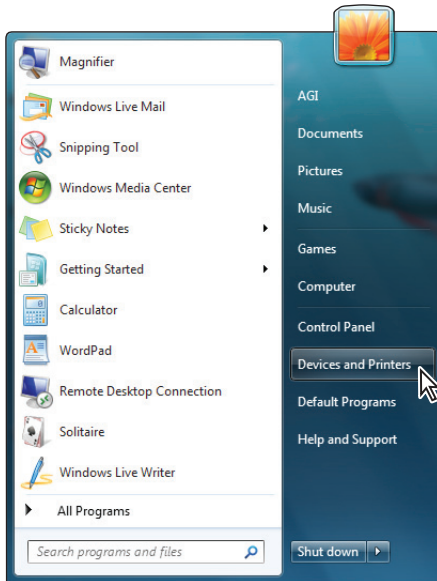 Magnifier
Windows Live Mail
Snipping Tool
Windows Media Center
Sticky Notes
Getting Started
Calculator
WordPad
Remote Desktop Connection
Solitaire
Windows Live Writer
All Programs
Search programs and files
AGI
Documents
Pictures
Music
Games
Computer
Control Panel
Devices and Printers
Default Programs
Help and Support
Shut down